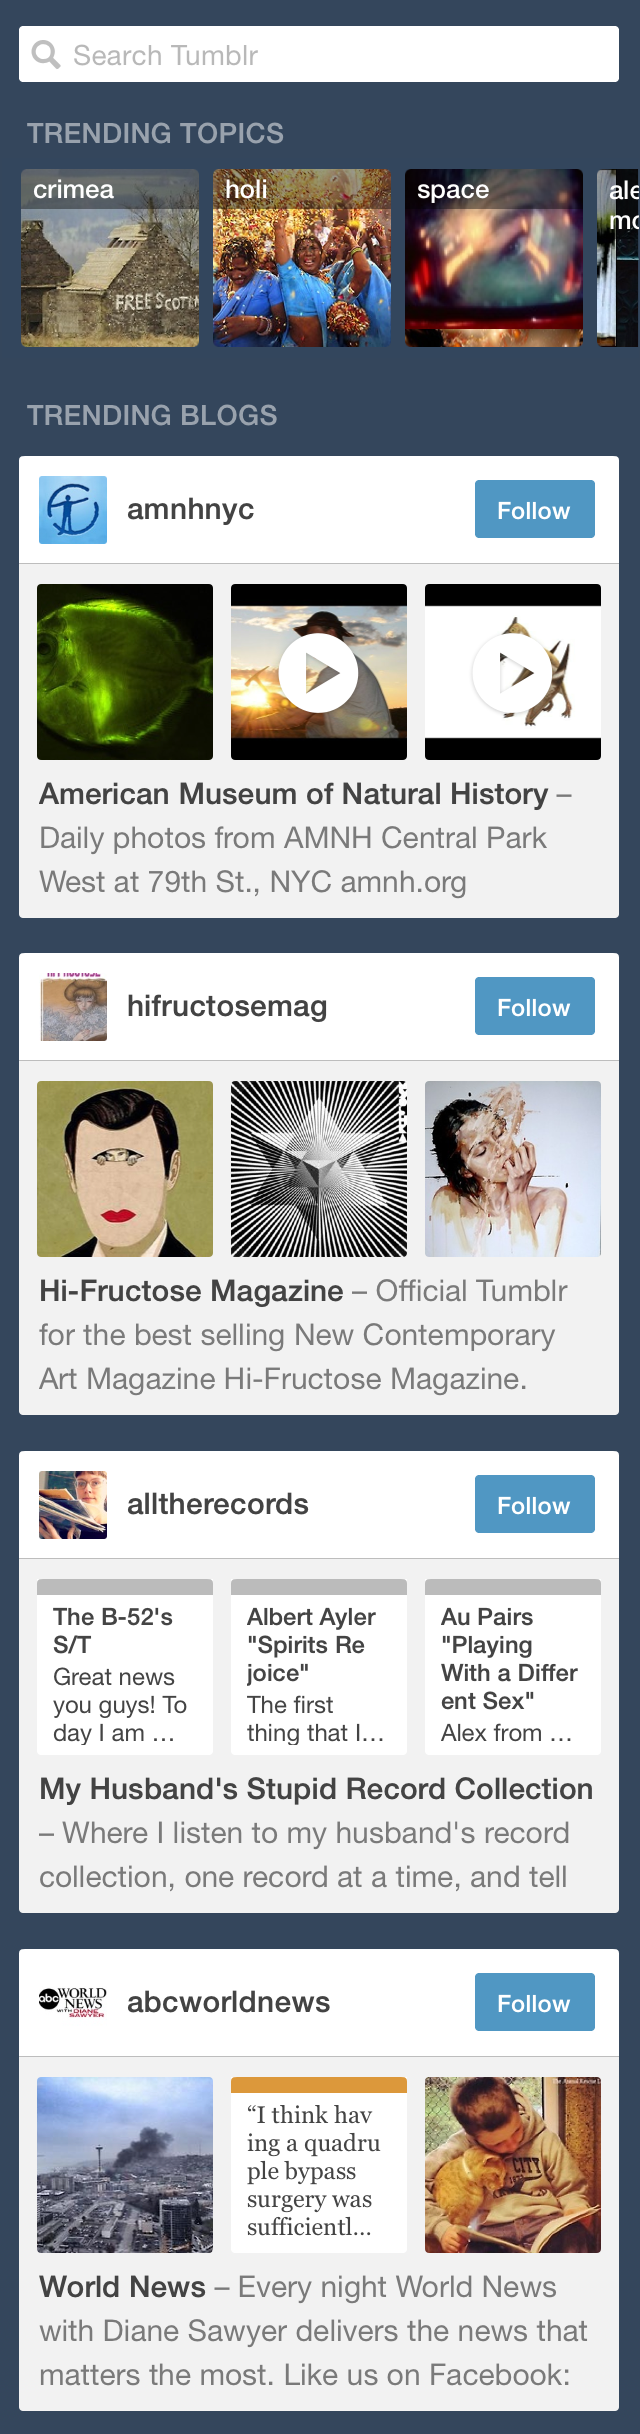 Search Tumblr
TRENDING TOPICS
crimea
holi
space
ale
mo
FREE SCOTN
TRENDING BLOGS
amnhnyc
Follow
American Museum of Natural History –
Daily photos from AMNH Central Park
West at 79th St., NYC amnh.org
hifructosemag
Follow
Hi-Fructose Magazine – Official Tumblr
for the best selling New Contemporary
Art Magazine Hi-Fructose Magazine.
alltherecords
Follow
The B-52's
S/T
Great news
you guys! To
day I am ...
Albert Ayler
"Spirits Re
joice"
The first
thing that I...
Au Pairs
"Playing
With a Differ
ent Sex"
Alex from ...
My Husband's Stupid Record Collection
– Where I listen to my husband's record
collection, one record at a time, and tell
abc WORLD
NEWS
WITH DIANE
SAWYER
abcworldnews
Follow
“I think hav
ing a quadru
ple bypass
surgery was
sufficientl...
CITY
World News – Every night World News
with Diane Sawyer delivers the news that
matters the most. Like us on Facebook: